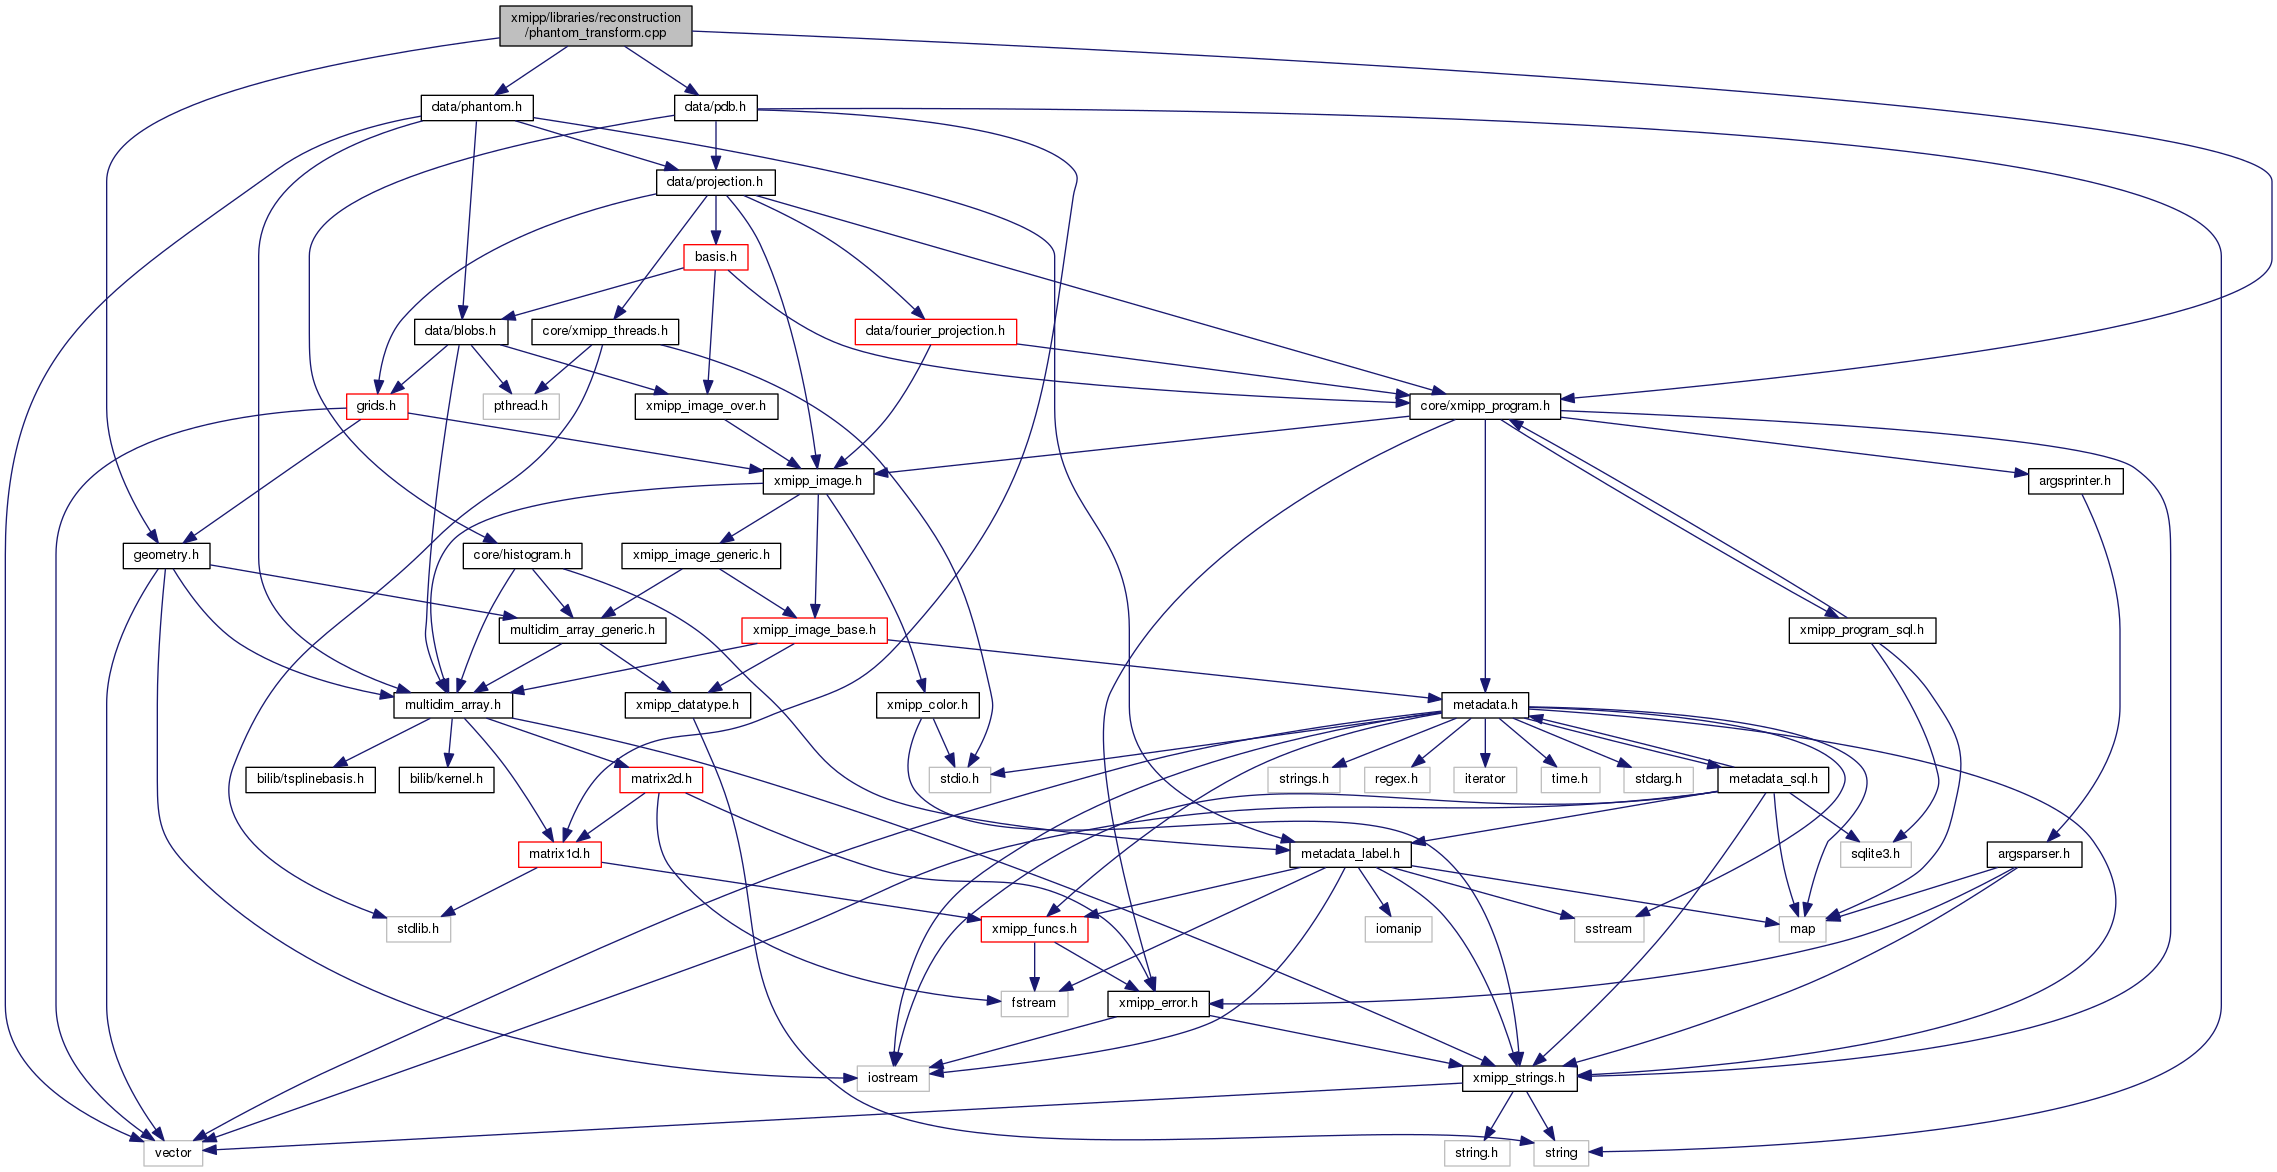 xmipp/libraries/reconstruction
/phantom_transform.cpp
data/phantom.h
data/pdb.h
data/projection.h
basis.h
data/blobs.h
core/xmipp_threads.h
data/fourier_projection.h
grids.h
pthread.h
xmipp_image_over.h
core/xmipp_program.h
xmipp_image.h
argsprinter.h
geometry.h
core/histogram.h
xmipp_image_generic.h
multidim_array_generic.h
xmipp_image_base.h
xmipp_program_sql.h
multidim_array.h
xmipp_datatype.h
xmipp_color.h
metadata.h
bilib/tsplinebasis.h
bilib/kernel.h
matrix2d.h
stdio.h
strings.h
regex.h
iterator
time.h
stdarg.h
metadata_sql.h
matrix1d.h
metadata_label.h
sqlite3.h
argsparser.h
stdlib.h
xmipp_funcs.h
iomanip
sstream
map
fstream
xmipp_error.h
iostream
xmipp_strings.h
vector
string.h
string